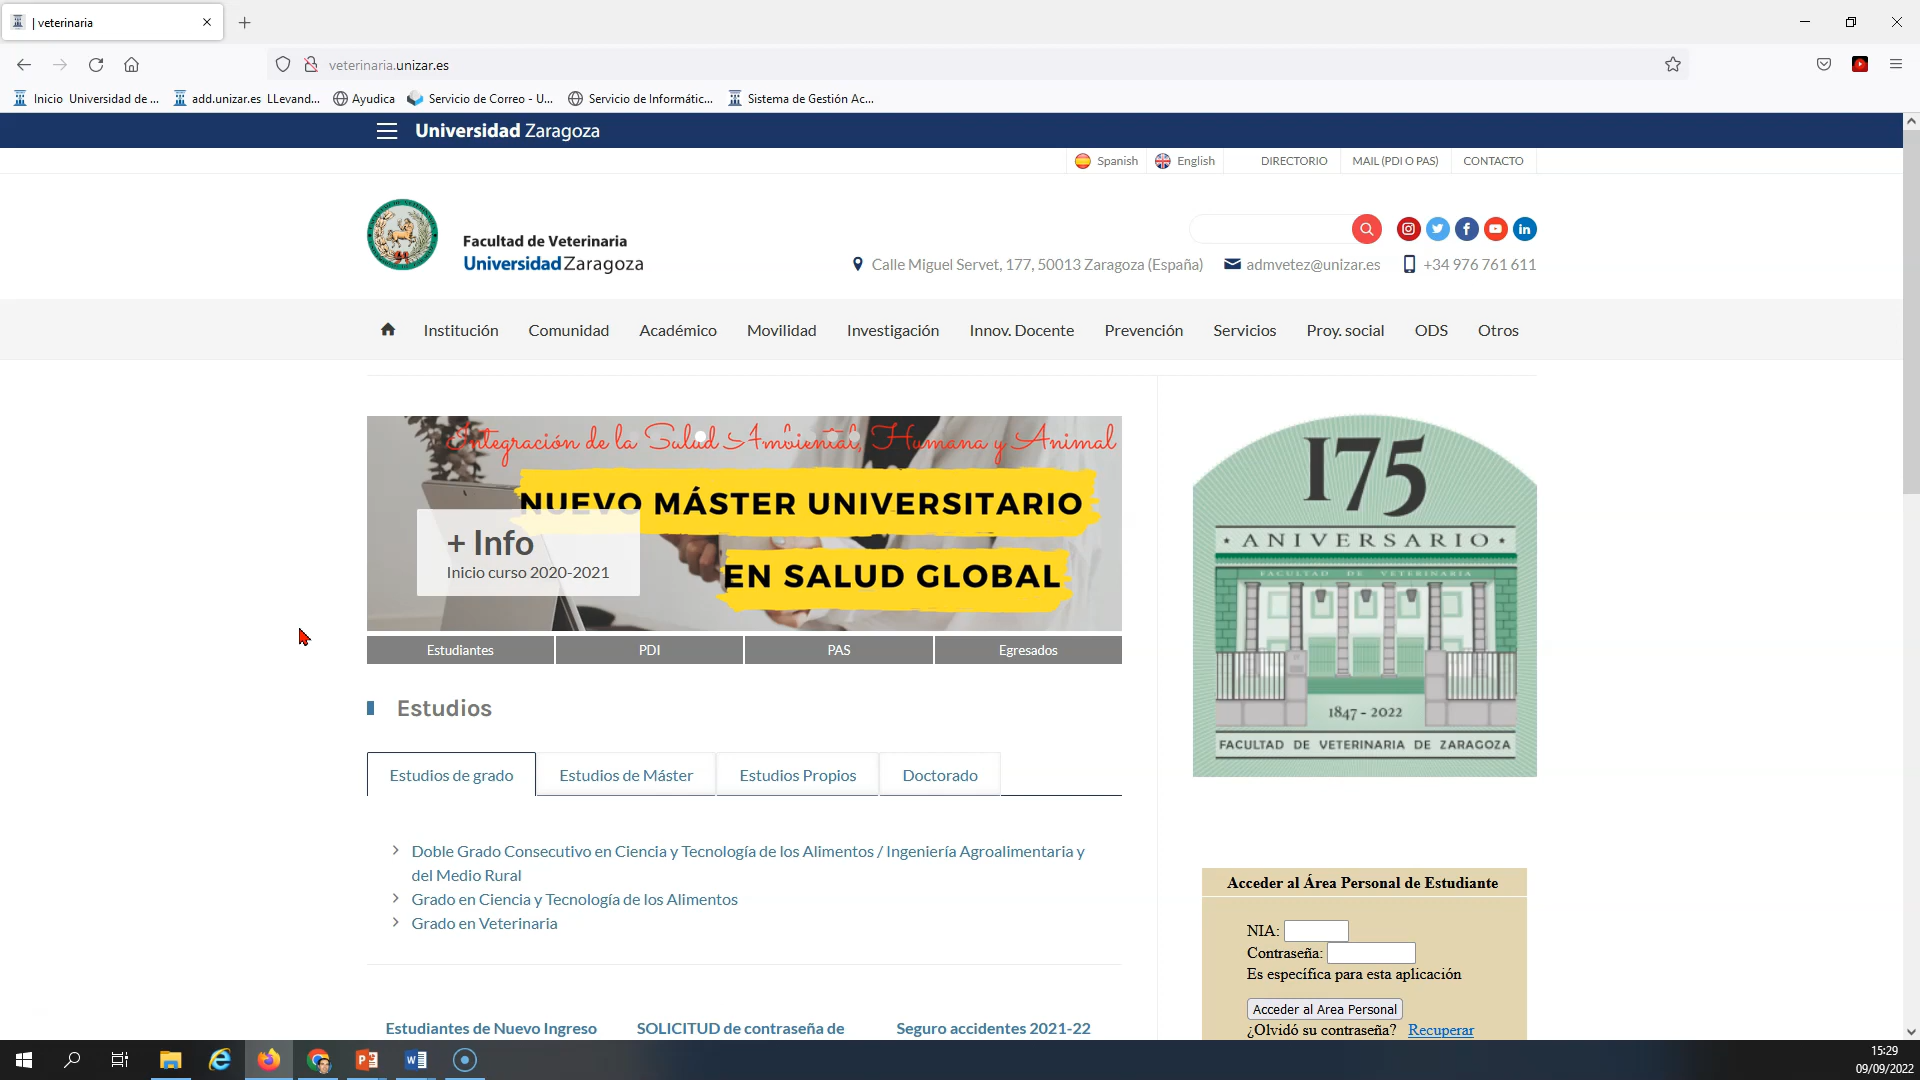 | veterinaria
veterinaria.unizar.es
Inicio Universidad de ...
add.unizar.es LLevand...
Ayudica
Servicio de Correo - U...
Servicio de Informátic...
Sistema de Gestión Ac...
Universidad Zaragoza
Spanish
English
DIRECTORIO
MAIL (PDI O PAS)
CONTACTO
Facultad de Veterinaria
Universidad Zaragoza
Calle Miguel Servet, 177, 50013 Zaragoza (España)
admvetez@unizar.es
+34 976 761 611
Institución
Comunidad
Académico
Movilidad
Investigación
Innov. Docente
Prevención
Servicios
Proy. social
ODS
Otros
Integración de la Salud Ambiental, Humana y Animal
NUEVO MÁSTER UNIVERSITARIO
EN SALUD GLOBAL
+ Info
Inicio curso 2020-2021
Estudiantes
PDI
PAS
Egresados
175
ANIVERSARIO
FACULTAD DE VETERINARIA
1847 - 2022
FACULTAD DE VETERINARIA DE ZARAGOZA
Estudios
Estudios de grado
Estudios de Máster
Estudios Propios
Doctorado
Doble Grado Consecutivo en Ciencia y Tecnología de los Alimentos / Ingeniería Agroalimentaria y
del Medio Rural
Grado en Ciencia y Tecnología de los Alimentos
Grado en Veterinaria
Acceder al Área Personal de Estudiante
NIA:
Contraseña:
Es específica para esta aplicación
Acceder al Area Personal
¿Olvidó su contraseña? Recuperar
Estudiantes de Nuevo Ingreso
SOLICITUD de contraseña de
Seguro accidentes 2021-22
15:29
09/09/2022